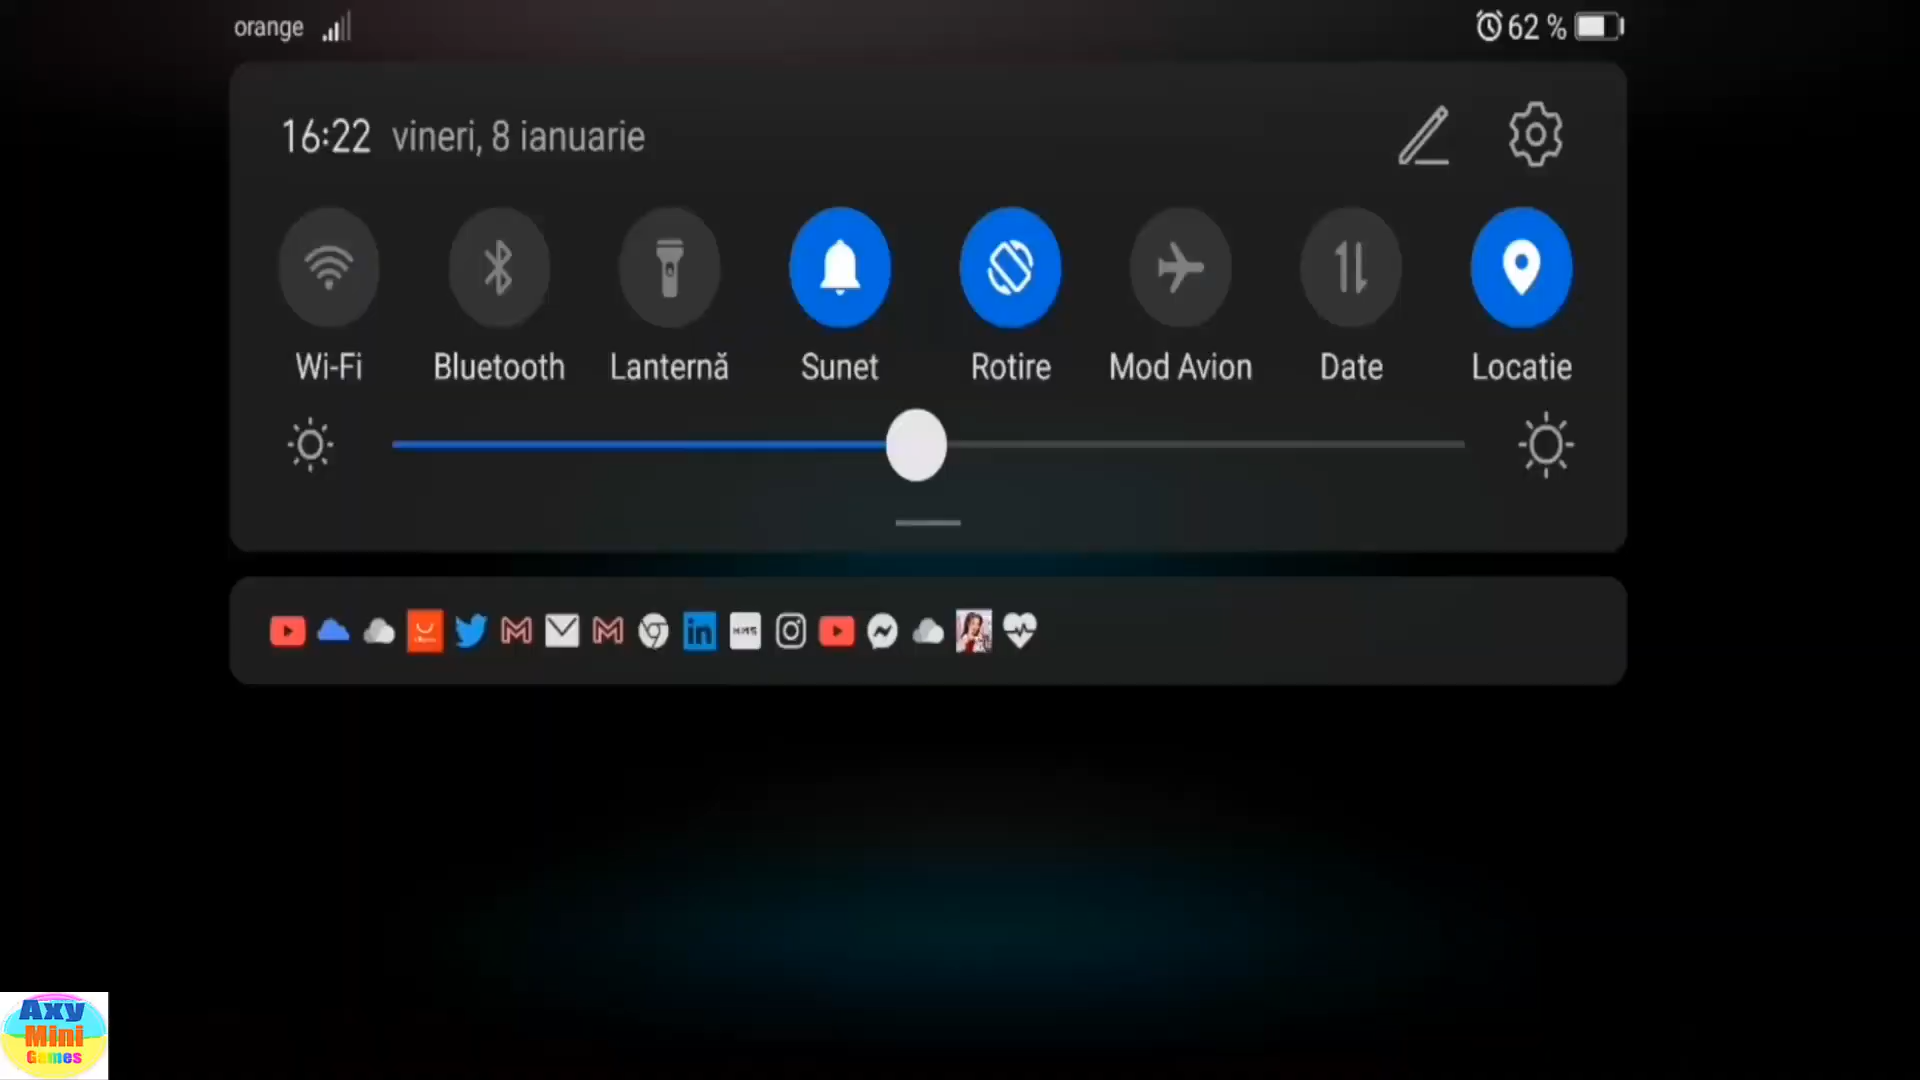 orange
62 %
16:22 vineri, 8 ianuarie
Wi-Fi Bluetooth Lanternă Sunet Rotire Mod Avion Date Locatie
in
Axy
Mini
Games